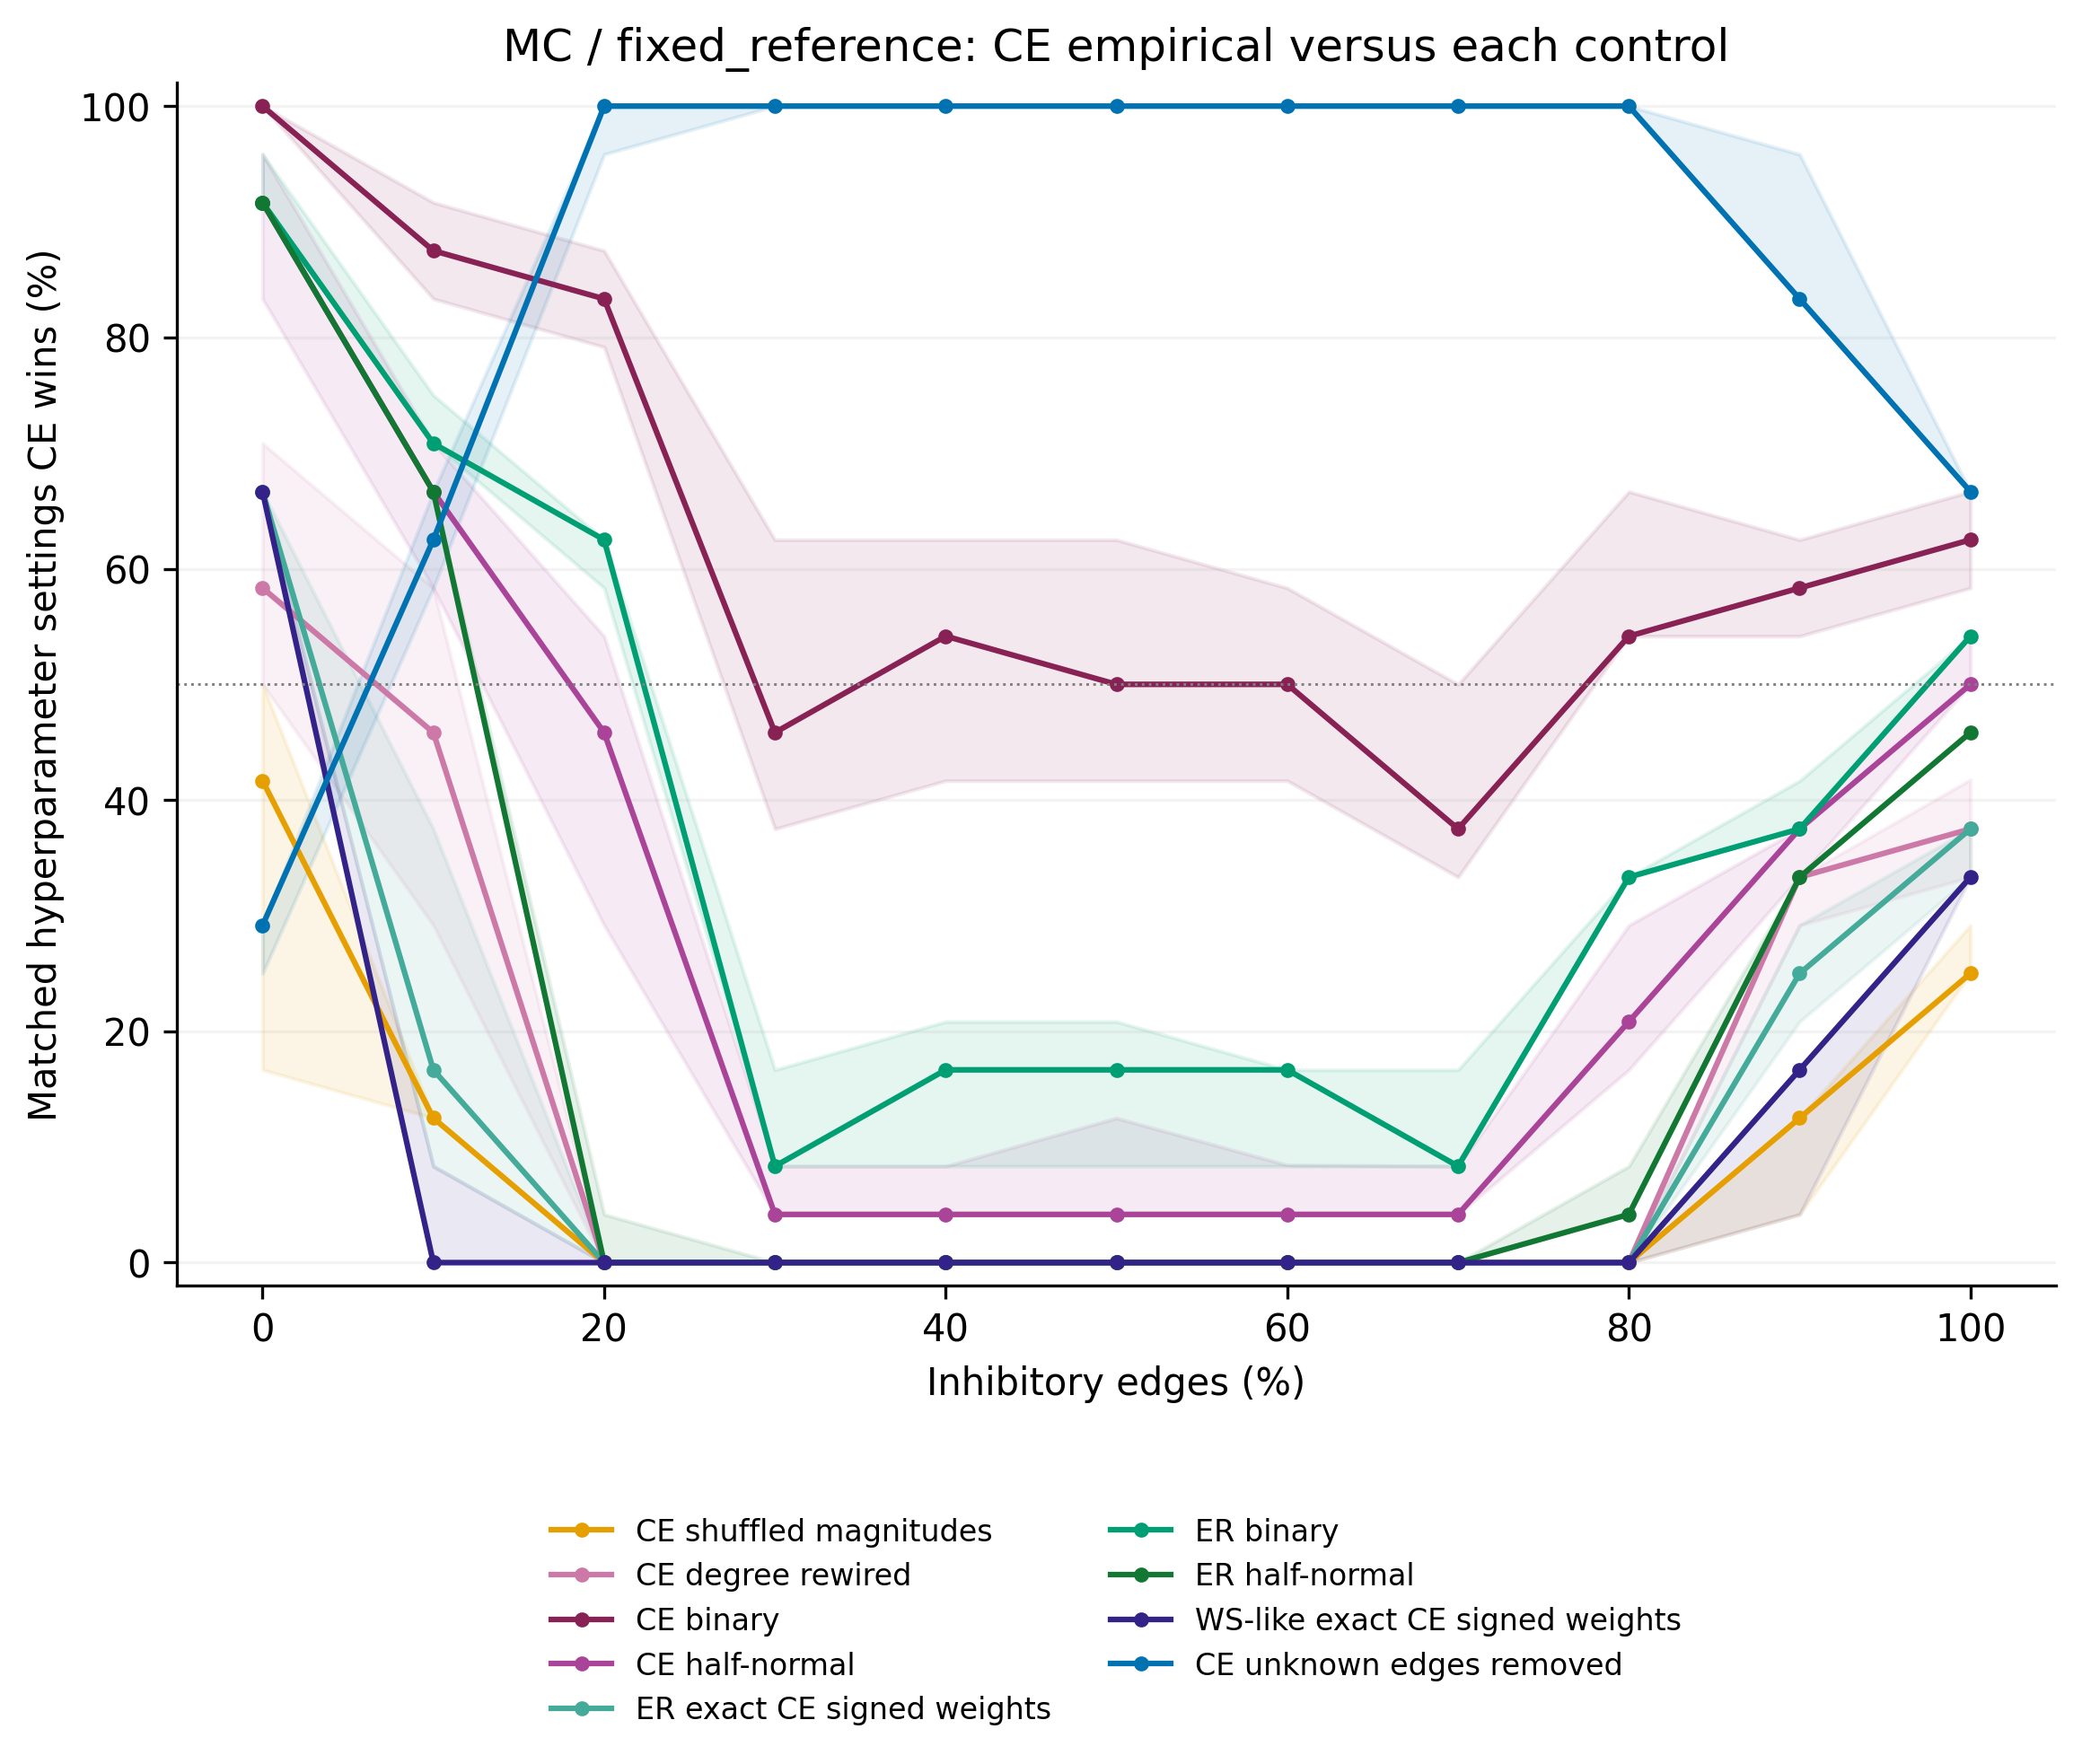 MC / fixed_reference: CE empirical versus each control
Matched hyperparameter settings CE wins (%)
100
80
60
40
20
0
0 20 40 60 80 100
Inhibitory edges (%)
CE shuffled magnitudes
CE degree rewired
CE binary
CE half-normal
ER exact CE signed weights
ER binary
ER half-normal
WS-like exact CE signed weights
CE unknown edges removed